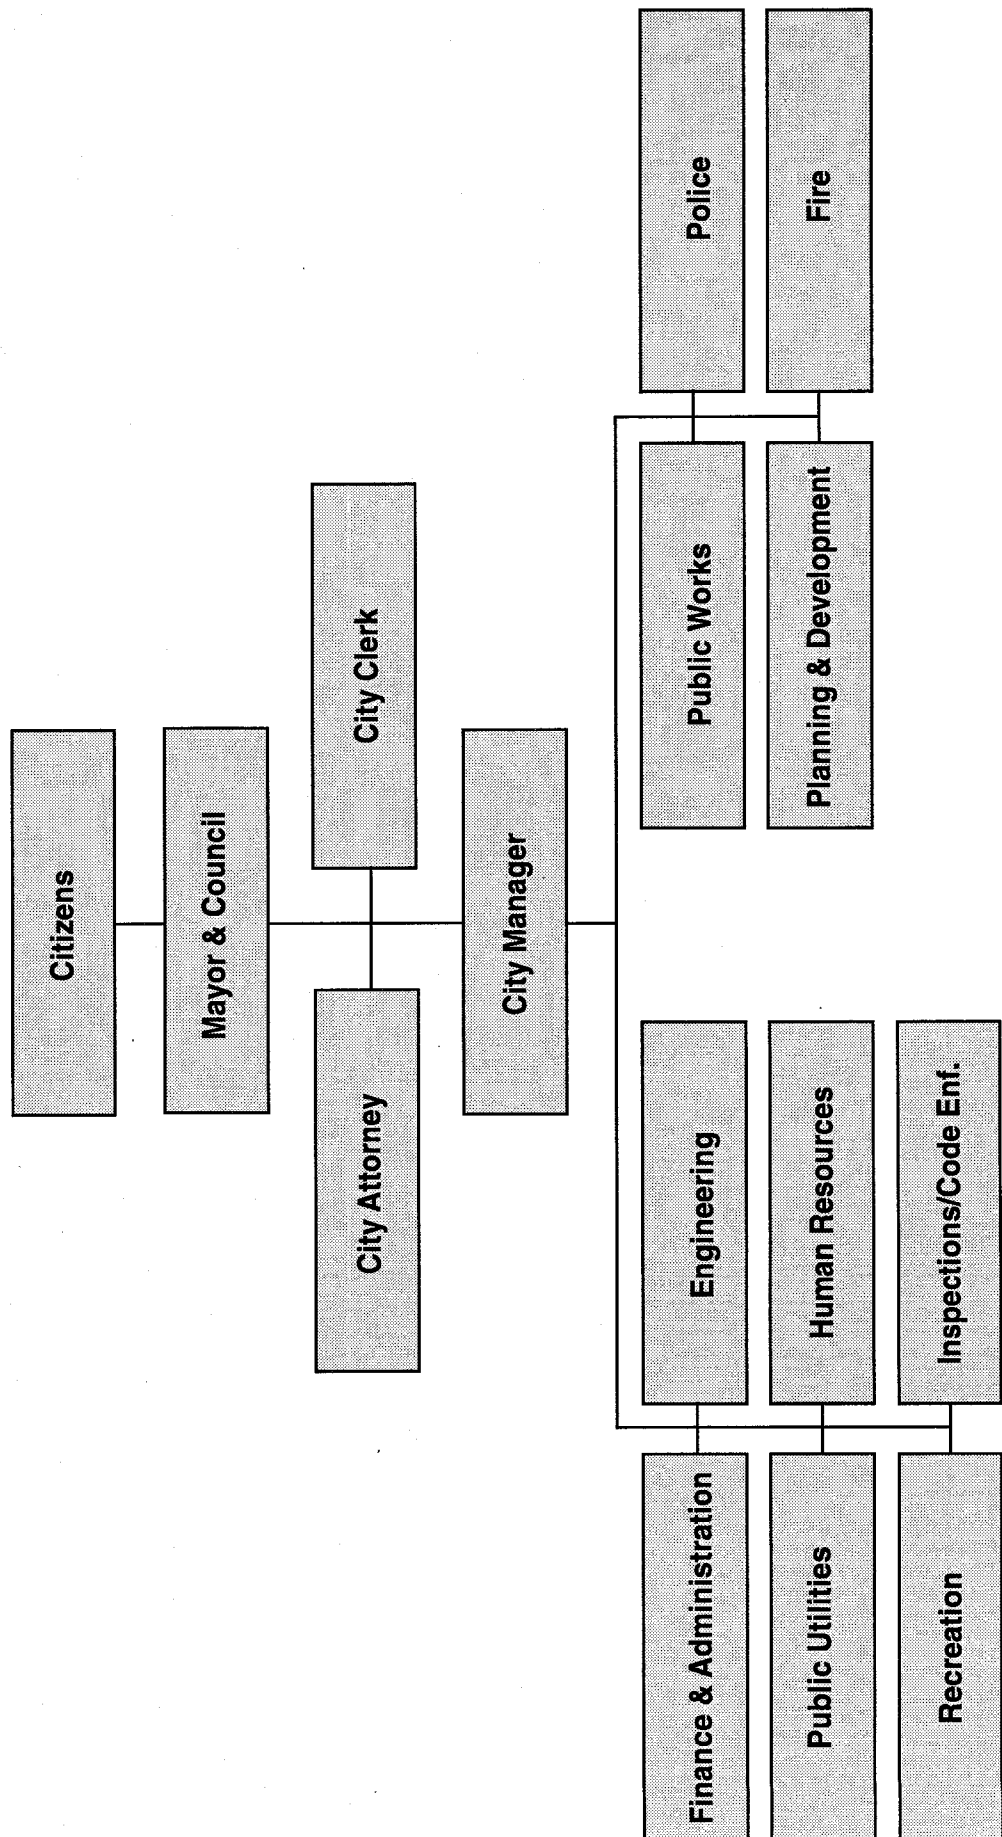 Citizens
Mayor & Council
City Attorney
City Clerk
City Manager
Finance & Administration
Engineering
Public Works
Police
Public Utilities
Human Resources
Planning & Development
Fire
Recreation
Inspections/Code Enf.